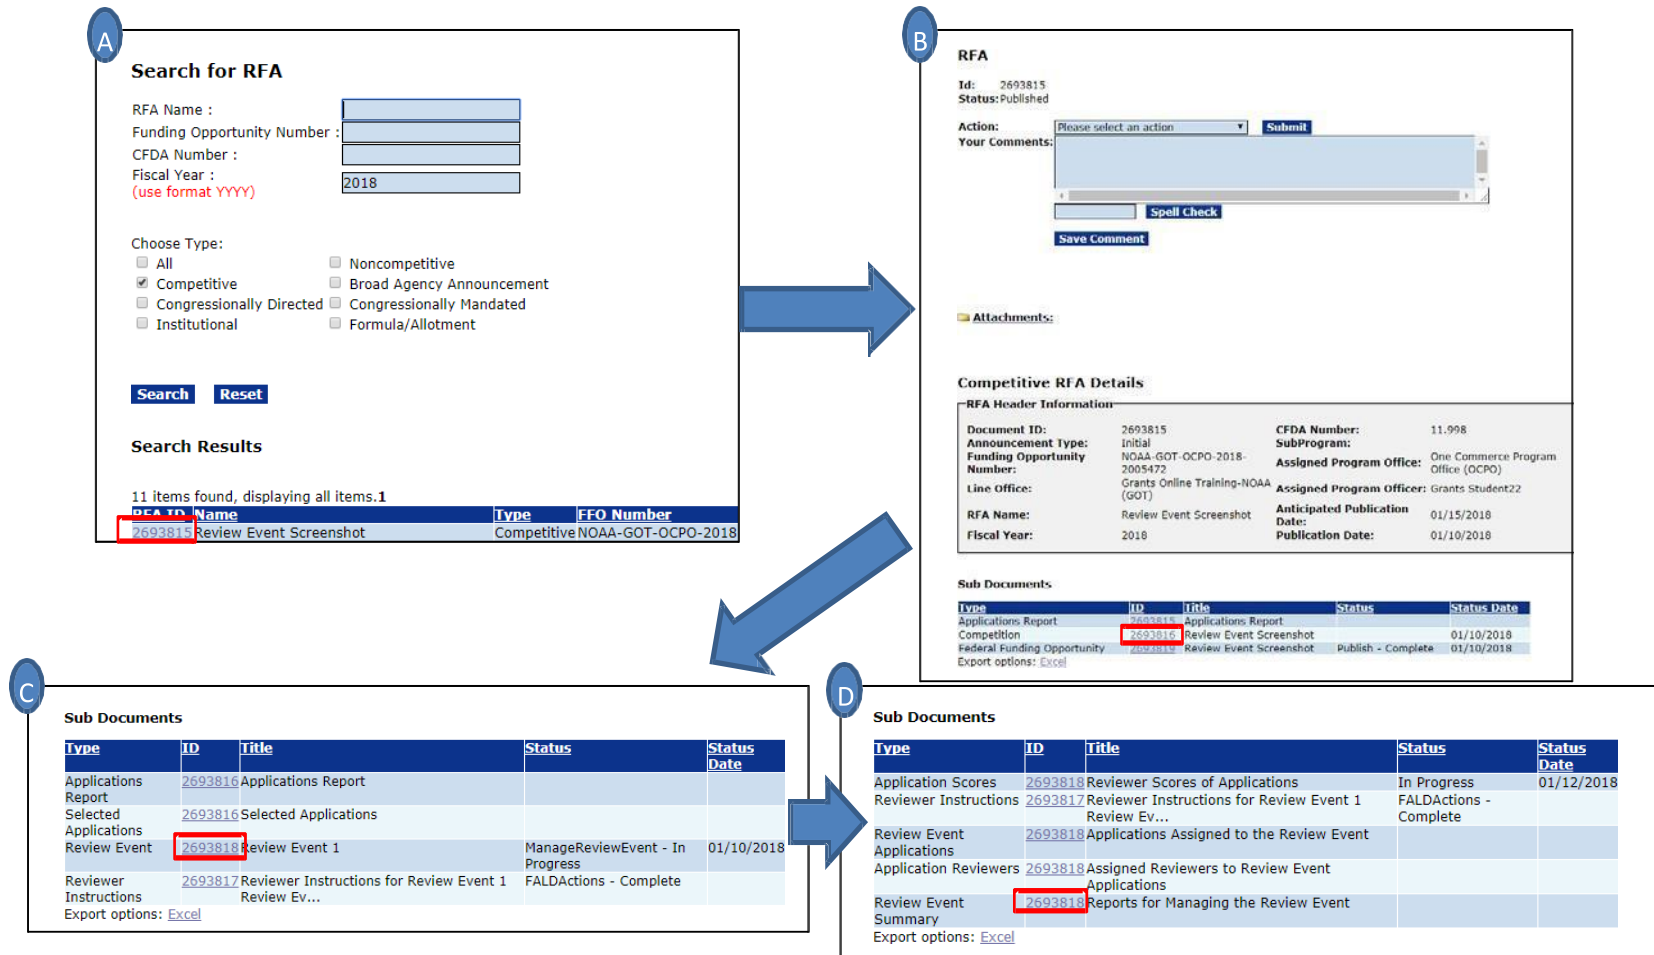 A
Search for RFA
RFA Name :
Funding Opportunity Number :
CFDA Number :
Fiscal Year :
(use format YYYY)
2018
Choose Type:
All Noncompetitive
Competitive Broad Agency Announcement
Congressionally Directed Congressionally Mandated
Institutional Formula/Allotment
Search Reset
Search Results
11 items found, displaying all items.1
RFA ID Name Type FFO Number
2693815 Review Event Screenshot Competitive NOAA-GOT-OCPO-2018
B
RFA
Id: 2693815
Status: Published
Action: Please select an action Submit
Your Comments:
Spell Check
Save Comment
Attachments:
Competitive RFA Details
RFA Header Information
Document ID: 2693815 CFDA Number: 11.998
Announcement Type: Initial SubProgram:
Funding Opportunity Number: NOAA-GOT-OCPO-2018-2005472 Assigned Program Office: One Commerce Program Office (OCPO)
Line Office: Grants Online Training-NOAA (GOT) Assigned Program Officer: Grants Student22
RFA Name: Review Event Screenshot Anticipated Publication Date: 01/15/2018
Fiscal Year: 2018 Publication Date: 01/10/2018
Sub Documents
Type ID Title Status Status Date
Applications Report 2693815 Applications Report
Competition 2693816 Review Event Screenshot 01/10/2018
Federal Funding Opportunity 2693819 Review Event Screenshot Publish - Complete 01/10/2018
Export options: Excel
C
Sub Documents
Type ID Title Status Status Date
Applications Report 2693816 Applications Report
Selected Applications 2693816 Selected Applications
Review Event 2693818 Review Event 1 ManageReviewEvent - In Progress 01/10/2018
Reviewer Instructions 2693817 Reviewer Instructions for Review Event 1 Review Ev... FALDActions - Complete
Export options: Excel
D
Sub Documents
Type ID Title Status Status Date
Application Scores 2693818 Reviewer Scores of Applications In Progress 01/12/2018
Reviewer Instructions 2693817 Reviewer Instructions for Review Event 1 Review Ev... FALDActions - Complete
Review Event Applications 2693818 Applications Assigned to the Review Event
Application Reviewers 2693818 Assigned Reviewers to Review Event Applications
Review Event Summary 2693818 Reports for Managing the Review Event
Export options: Excel